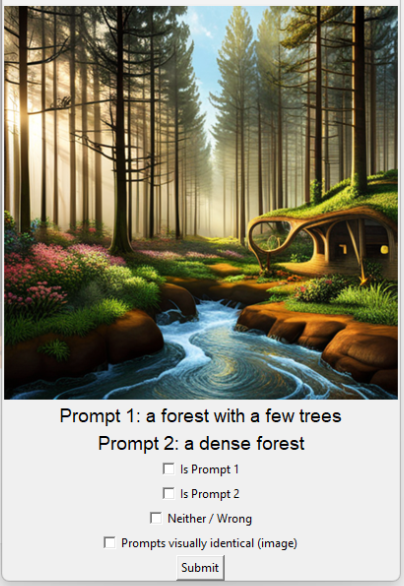 Prompt 1: a forest with a few trees
Prompt 2: a dense forest
Is Prompt 1
Is Prompt 2
Neither / Wrong
Prompts visually identical (image)
Submit